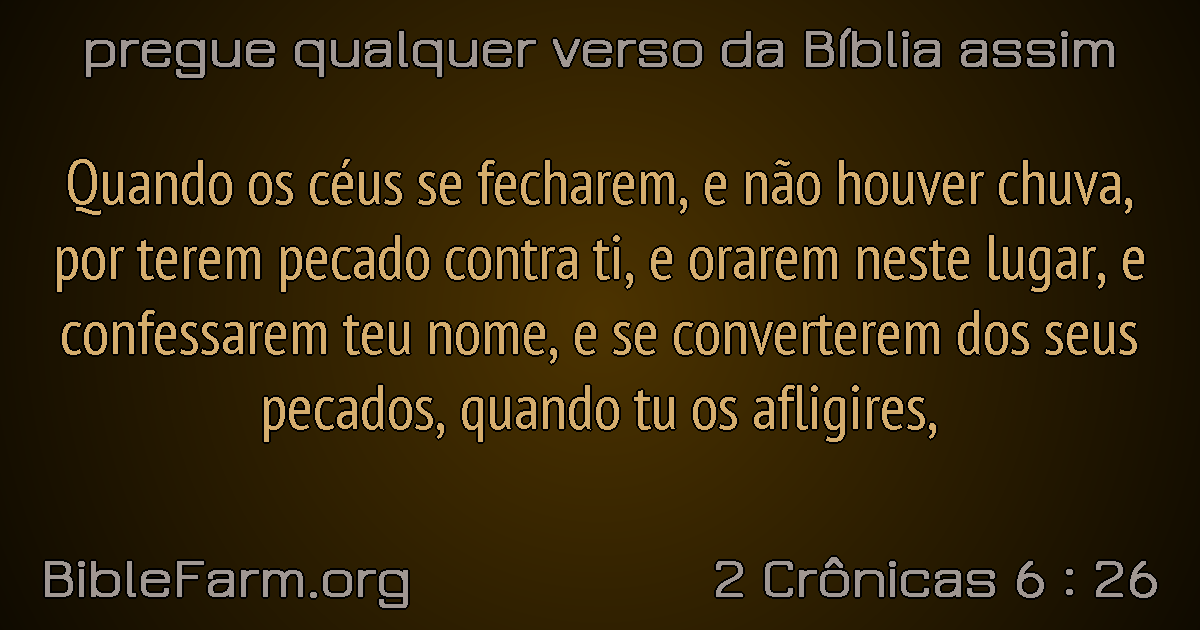 pregue qualquer verso da Bíblia assim
Quando os céus se fecharem, e não houver chuva,
por terem pecado contra ti, e orarem neste lugar, e
confessarem teu nome, e se converterem dos seus
pecados, quando tu os afligires,
BibleFarm.org
2 Crônicas 6 : 26